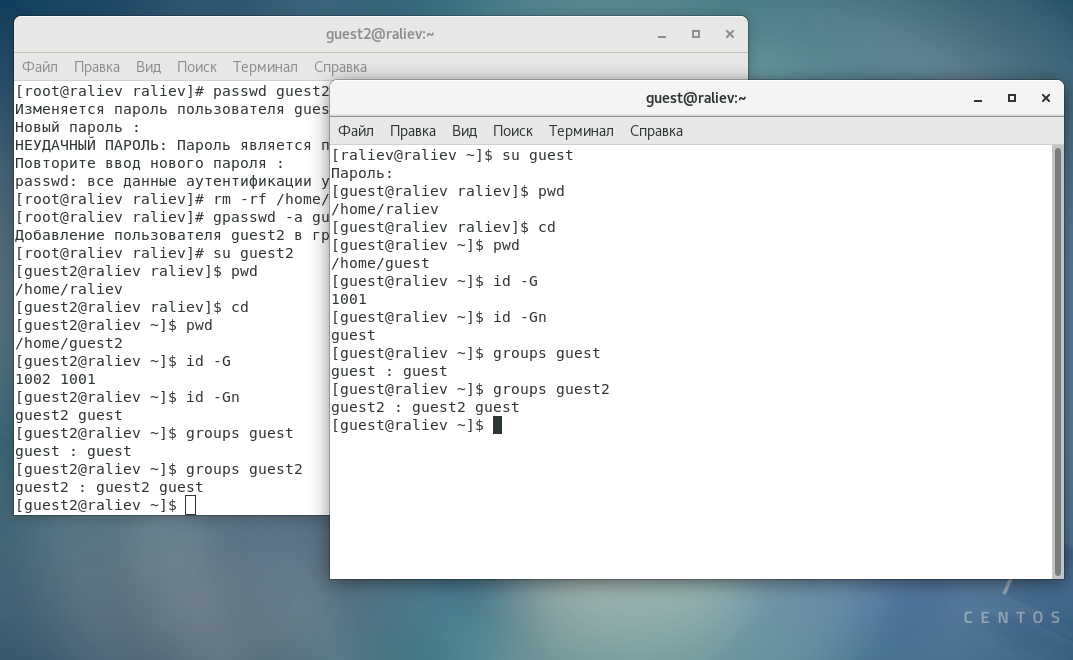 guest2@raliev:~
Файл Правка Вид Поиск Терминал Справка
[root@raliev raliev]# passwd guest2
Изменяется пароль пользователя
Новый пароль :
НЕУДАЧНЫЙ ПАРОЛЬ: Пароль является
Повторите ввод нового пароля :
passwd: все данные аутентификации
[root@raliev raliev]# rm -rf /home/
[root@raliev raliev]# gpasswd -a
Добавление пользователя guest2 в
[root@raliev raliev]# su guest2
[guest2@raliev raliev]$ pwd
/home/raliev
[guest2@raliev raliev]$ cd
[guest2@raliev ~]$ pwd
/home/guest2
[guest2@raliev ~]$ id -G
1002 1001
[guest2@raliev ~]$ id -Gn
guest2 guest
[guest2@raliev ~]$ groups guest
guest : guest
[guest2@raliev ~]$ groups guest2
guest2 : guest2 guest
[guest2@raliev ~]$
guest@raliev:~
Файл Правка Вид Поиск Терминал Справка
[raliev@raliev ~]$ su guest
Пароль:
[guest@raliev raliev]$ pwd
/home/raliev
[guest@raliev raliev]$ cd
[guest@raliev ~]$ pwd
/home/guest
[guest@raliev ~]$ id -G
1001
[guest@raliev ~]$ id -Gn
guest
[guest@raliev ~]$ groups guest
guest : guest
[guest@raliev ~]$ groups guest2
guest2 : guest2 guest
[guest@raliev ~]$
CENTOS